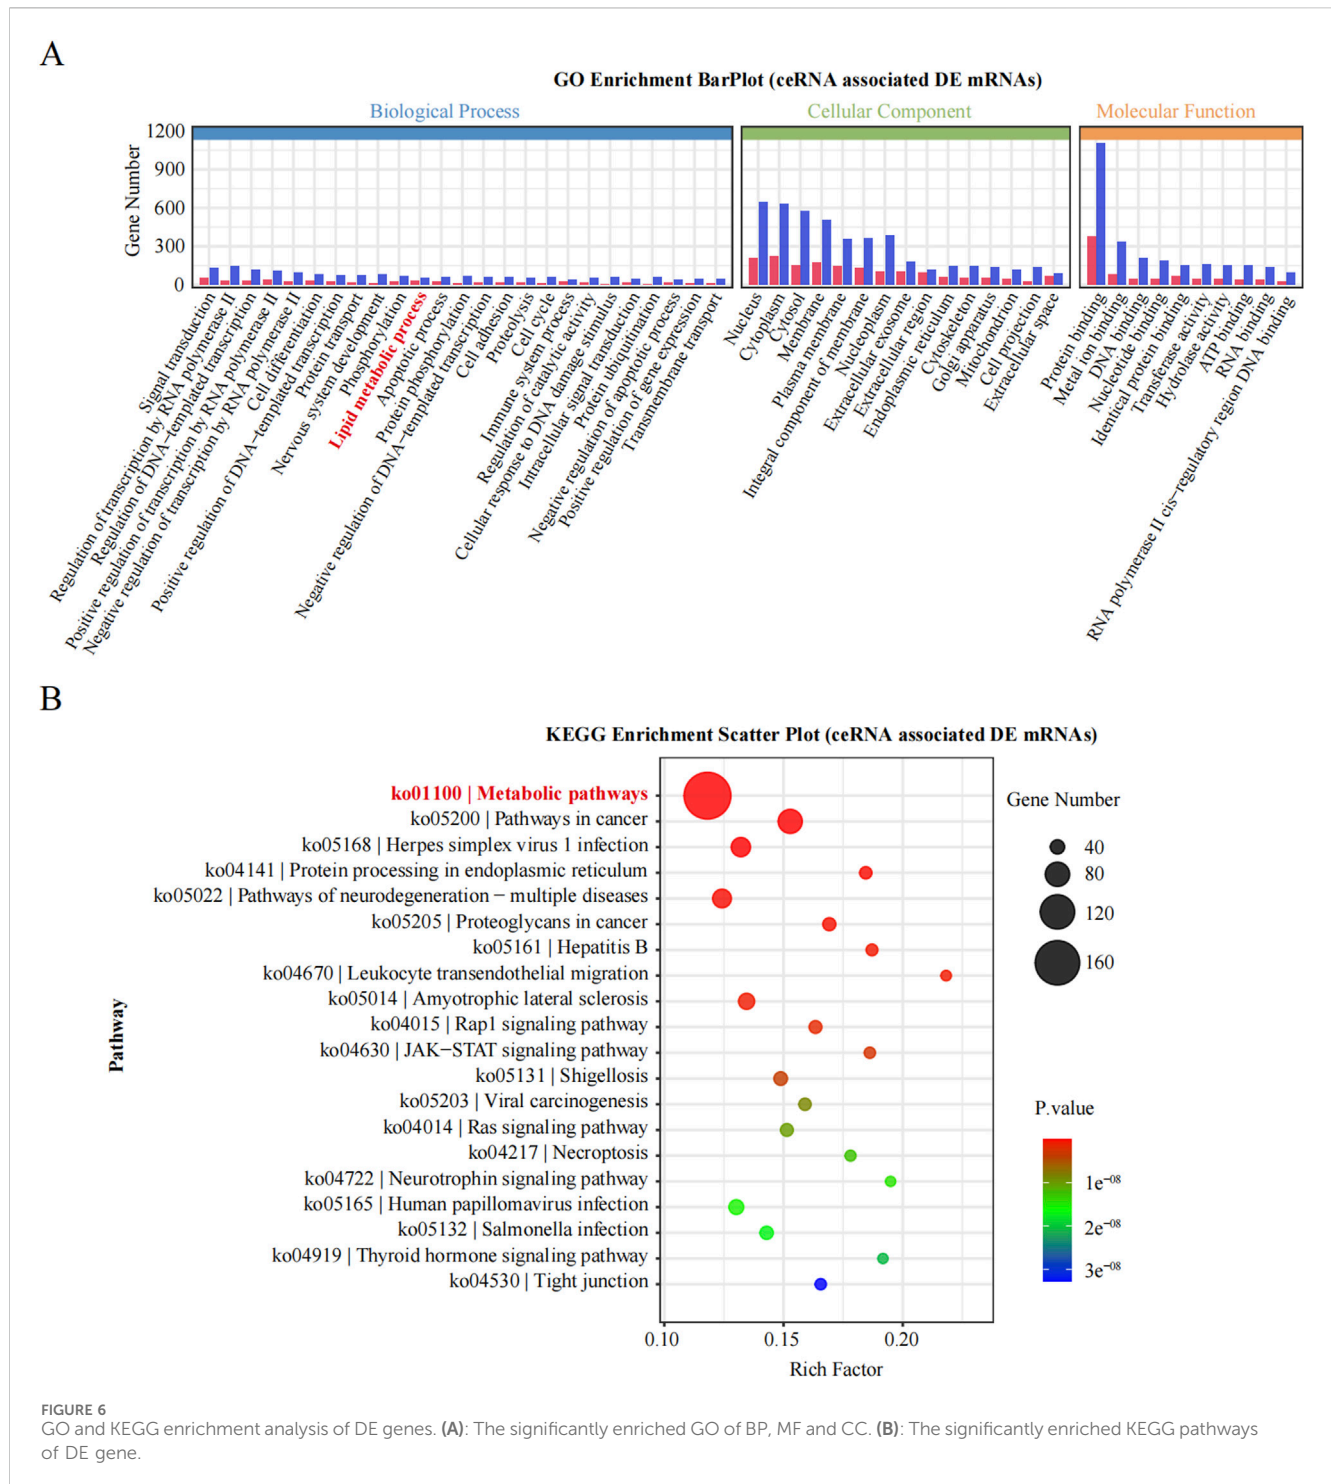 A
GO Enrichment BarPlot (ceRNA associated DE mRNAs)
Biological Process
Cellular Component
Molecular Function
Gene Number
1200
900
600
300
0
Signal transduction
Regulation of transcription by RNA polymerase II
Regulation of DNA−templated transcription
Positive regulation of transcription by RNA polymerase II
Negative regulation of transcription by RNA polymerase II
Cell differentiation
Positive regulation of DNA−templated transcription
Protein transport
Nervous system development
Phosphorylation
Lipid metabolic process
Apoptotic process
Protein phosphorylation
Negative regulation of DNA−templated transcription
Cell adhesion
Proteolysis
Cell cycle
Immune system process
Regulation of catalytic activity
Cellular response to DNA damage stimulus
Intracellular signal transduction
Protein ubiquitination
Negative regulation of apoptotic process
Positive regulation of gene expression
Transmembrane transport
Nucleus
Cytoplasm
Cytosol
Membrane
Plasma membrane
Integral component of membrane
Nucleoplasm
Extracellular exosome
Extracellular region
Endoplasmic reticulum
Cytoskeleton
Golgi apparatus
Mitochondrion
Cell projection
Extracellular space
Protein binding
Metal ion binding
DNA binding
Nucleotide binding
Identical protein binding
Transferase activity
Hydrolase activity
ATP binding
RNA binding
RNA polymerase II cis−regulatory region DNA binding
B
KEGG Enrichment Scatter Plot (ceRNA associated DE mRNAs)
Pathway
ko01100 | Metabolic pathways
ko05200 | Pathways in cancer
ko05168 | Herpes simplex virus 1 infection
ko04141 | Protein processing in endoplasmic reticulum
ko05022 | Pathways of neurodegeneration − multiple diseases
ko05205 | Proteoglycans in cancer
ko05161 | Hepatitis B
ko04670 | Leukocyte transendothelial migration
ko05014 | Amyotrophic lateral sclerosis
ko04015 | Rap1 signaling pathway
ko04630 | JAK−STAT signaling pathway
ko05131 | Shigellosis
ko05203 | Viral carcinogenesis
ko04014 | Ras signaling pathway
ko04217 | Necroptosis
ko04722 | Neurotrophin signaling pathway
ko05165 | Human papillomavirus infection
ko05132 | Salmonella infection
ko04919 | Thyroid hormone signaling pathway
ko04530 | Tight junction
0.10
0.15
0.20
Rich Factor
Gene Number
40
80
120
160
P.value
1e−08
2e−08
3e−08
FIGURE 6
GO and KEGG enrichment analysis of DE genes. (A): The significantly enriched GO of BP, MF and CC. (B): The significantly enriched KEGG pathways
of DE gene.